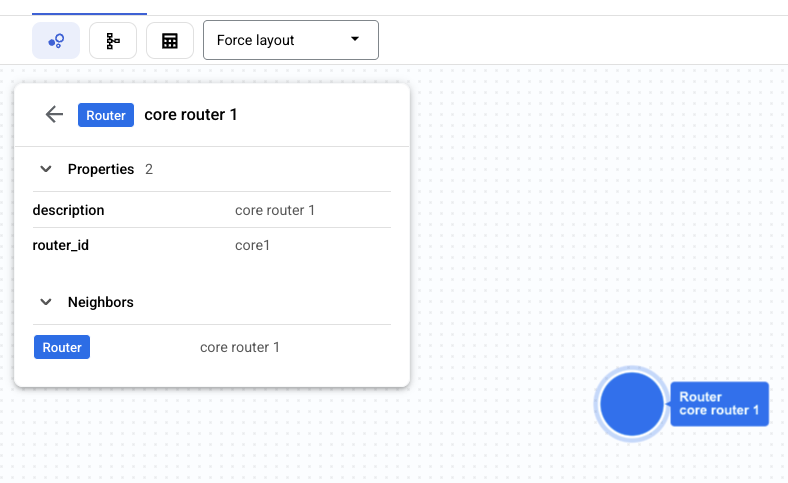 Force layout
Router core router 1
Properties 2
description core router 1
router_id core1
Neighbors
Router core router 1
Router
core router 1